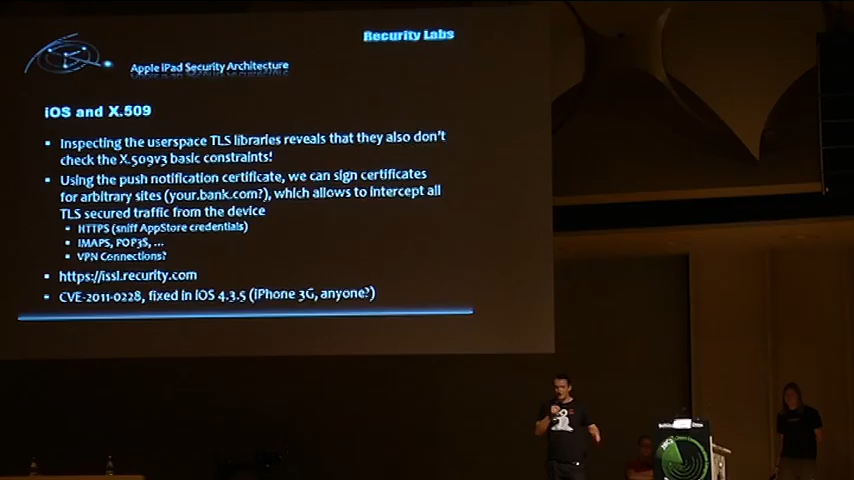 Recurity Labs
Apple iPad Security Architecture
iOS and X.509
▪ Inspecting the userspace TLS libraries reveals that they also don't
check the X.509v3 basic constraints!
▪ Using the push notification certificate, we can sign certificates
for arbitrary sites (your.bank.com?), which allows to intercept all
TLS secured traffic from the device
▪ HTTPS (sniff AppStore credentials)
▪ IMAPS, POP3S, ...
▪ VPN Connections?
▪ https://issl.recurity.com
▪ CVE-2011-0228, fixed in iOS 4.3.5 (iPhone 3G, anyone?)